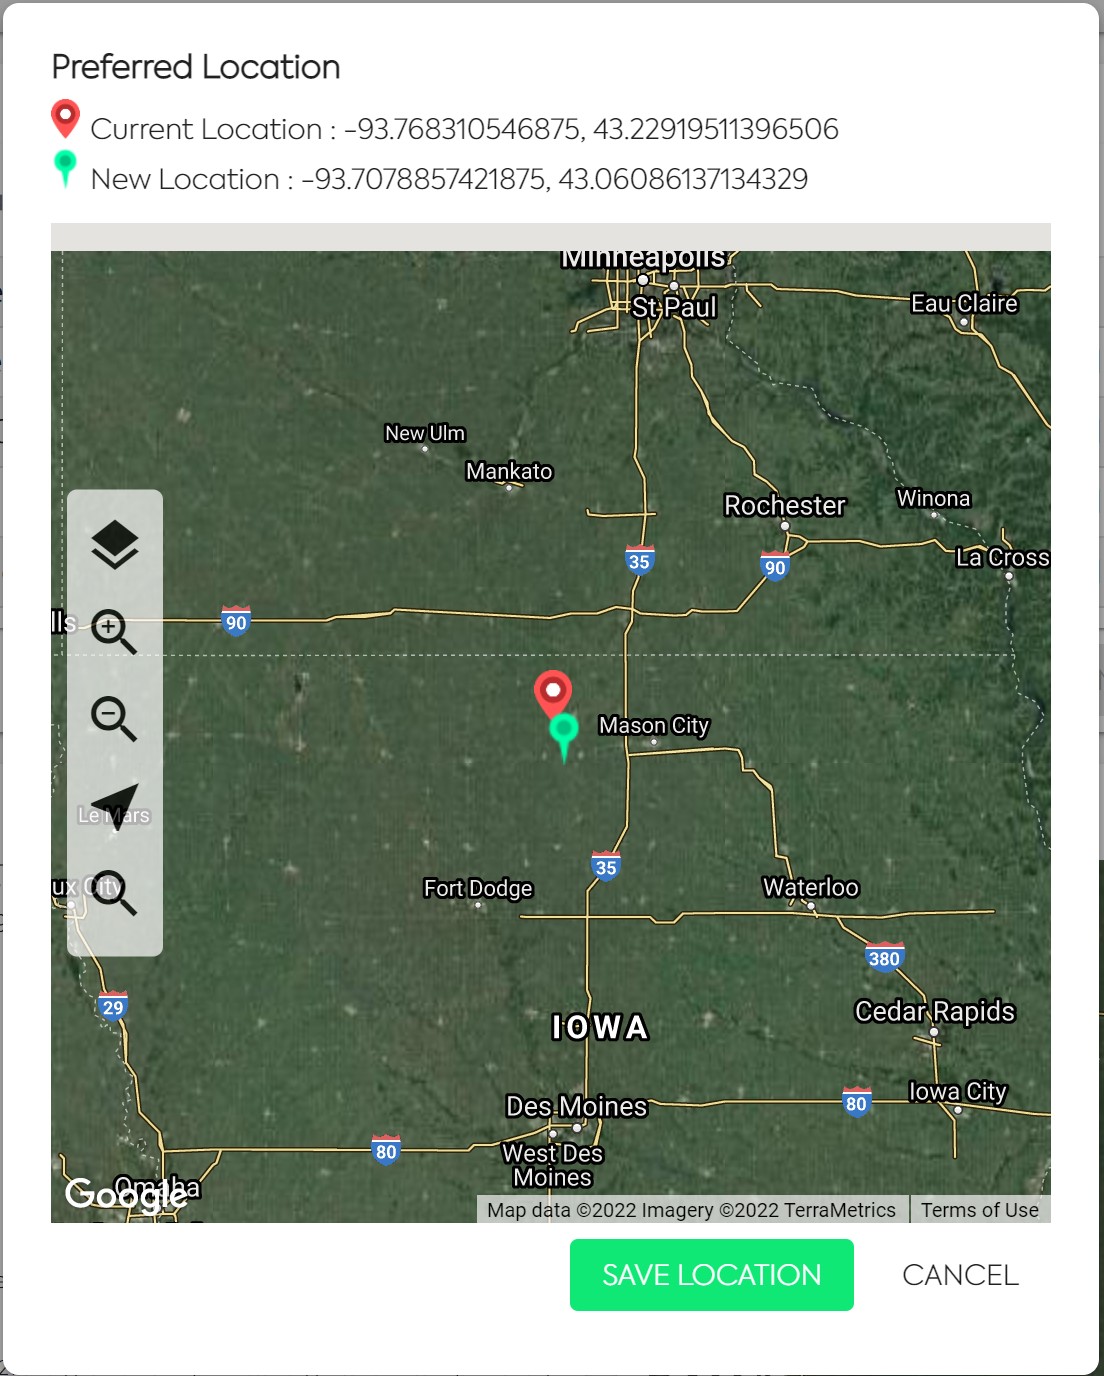 Preferred Location
Current Location : -93.768310546875, 43.22919511396506
New Location : -93.7078857421875, 43.06086137134329
Minneapolis
St Paul
Eau Claire
New Ulm
Mankato
Rochester
Winona
La Cross
35
90
90
lls
Mason City
Le Mars
35
ux City
Fort Dodge
Waterloo
380
29
Cedar Rapids
IOWA
Iowa City
80
Des Moines
80
West Des
Moines
Omaha
Google
Map data ©2022 Imagery ©2022 TerraMetrics
Terms of Use
SAVE LOCATION
CANCEL